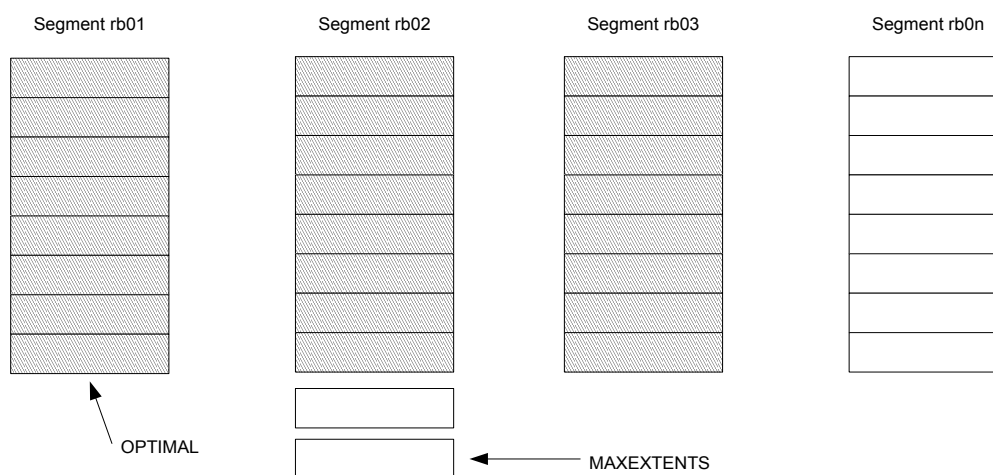 Segment rb01
Segment rb02
Segment rb03
Segment rb0n
OPTIMAL
MAXEXTENTS